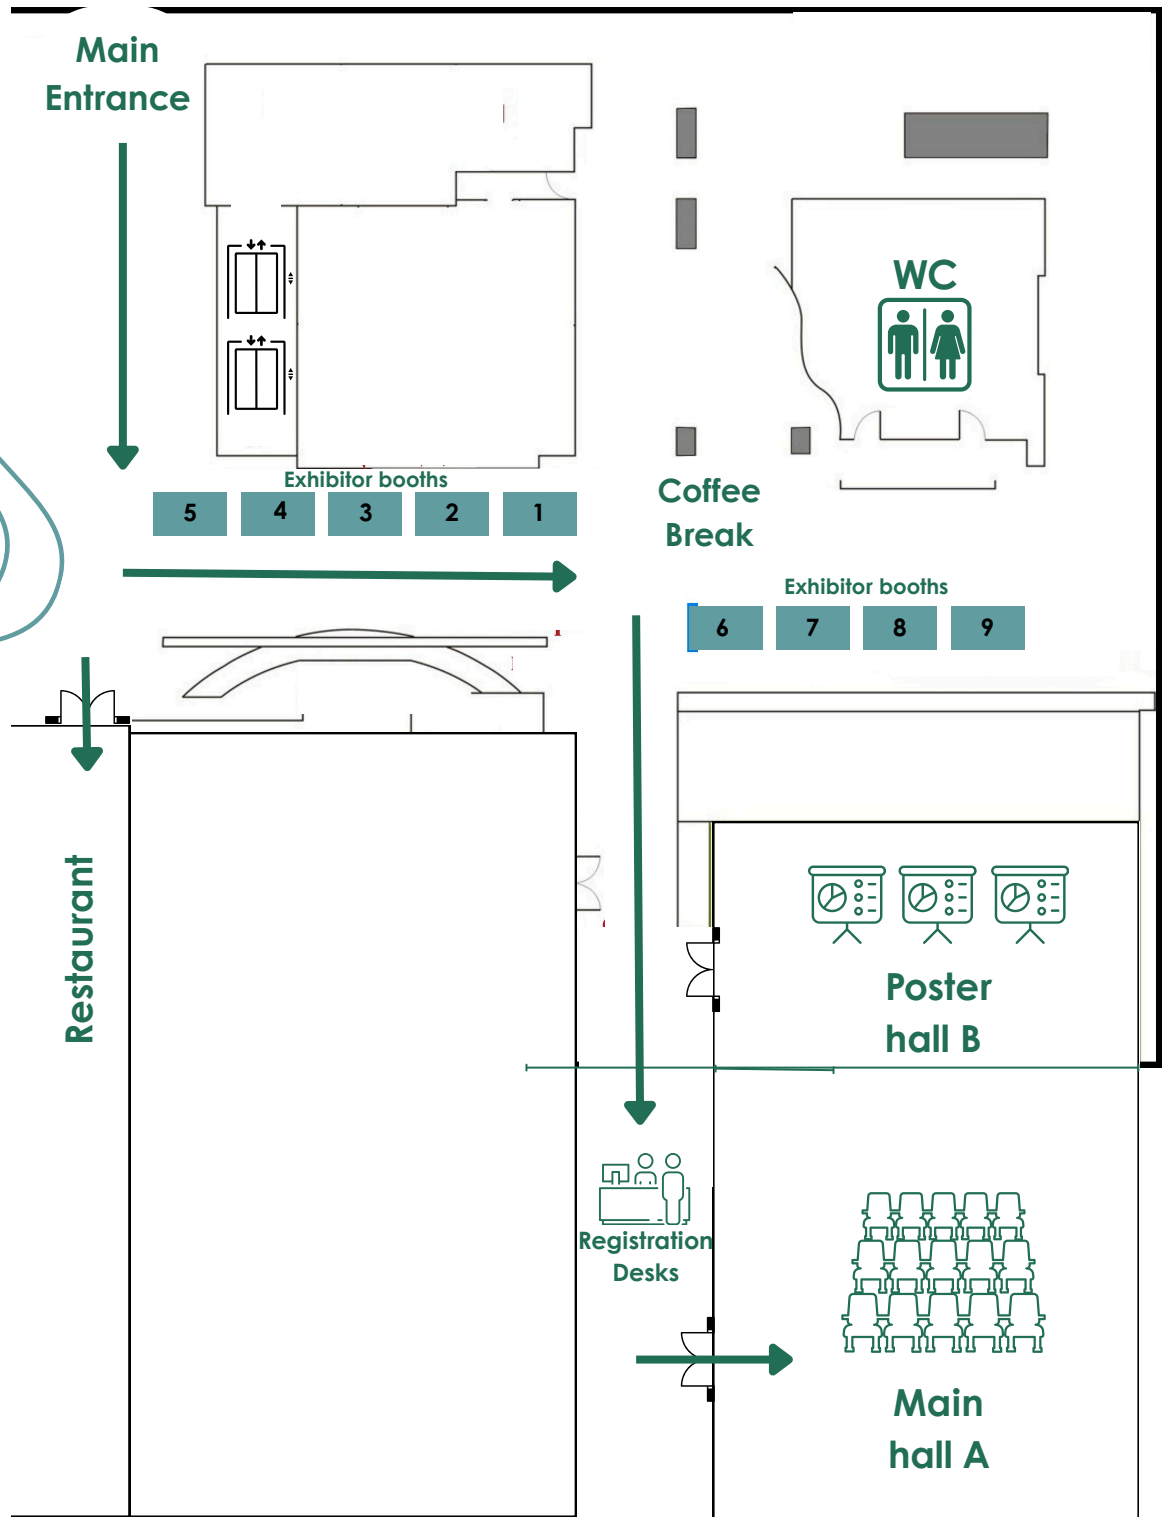 Main
Entrance
WC
Exhibitor booths
5 4 3 2 1
Coffee
Break
Exhibitor booths
6 7 8 9
Restaurant
Poster
hall B
Registration
Desks
Main
hall A